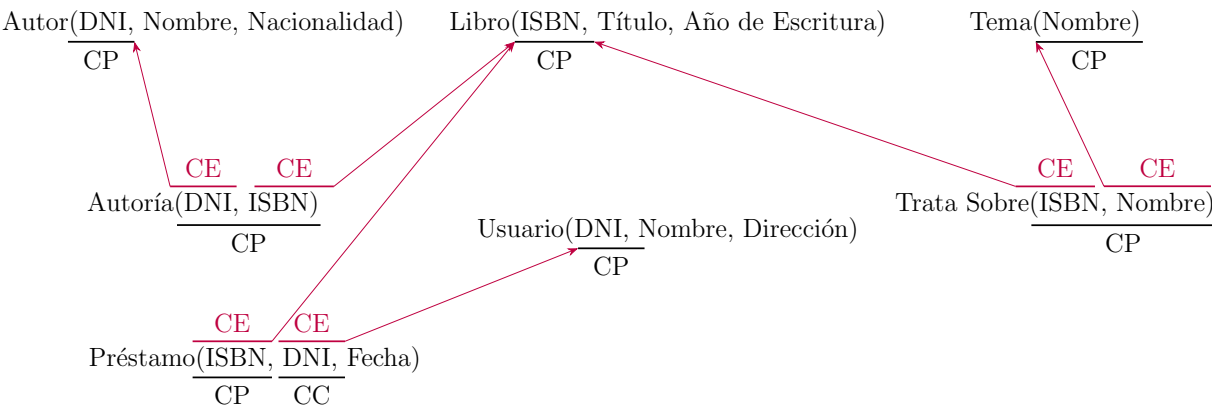 Autor(DNI, Nombre, Nacionalidad) Libro(ISBN, Título, Año de Escritura) Tema(Nombre)
CP CP CP
CE CE CE CE
Autoría(DNI, ISBN) Trata Sobre(ISBN, Nombre)
CP CP
Usuario(DNI, Nombre, Dirección)
CP
CE CE
Préstamo(ISBN, DNI, Fecha)
CP CC